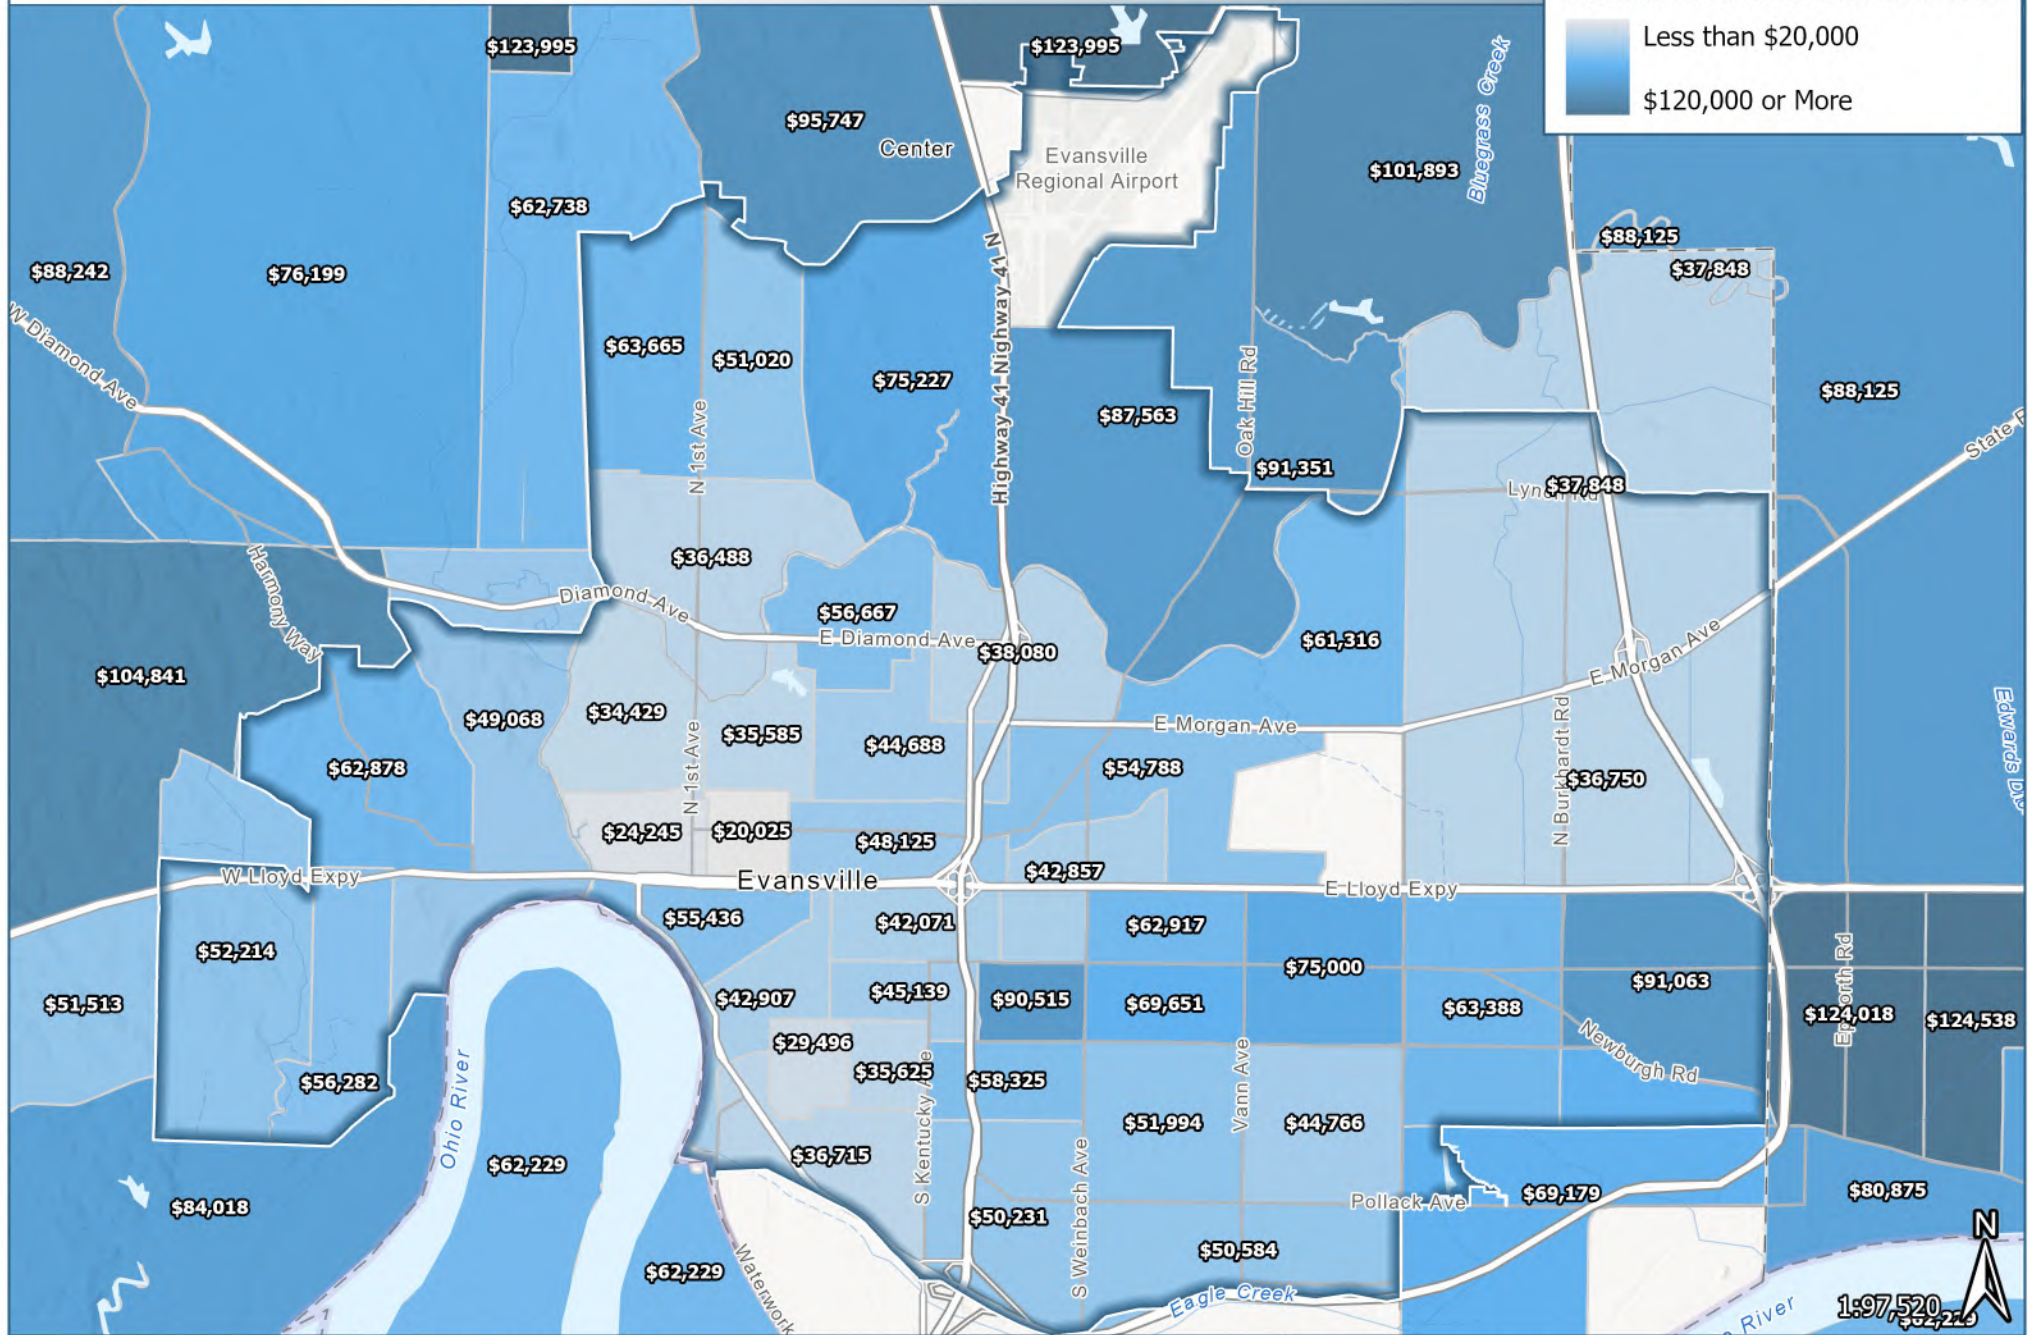 Less than $20,000
$120,000 or More
$123,995
$123,995
$95,747
Center
Evansville
Regional Airport
$101,893
Bluegrass Creek
$62,738
$88,125
$37,848
$88,242
$76,199
W Diamond Ave
$63,665
$51,020
$75,227
Highway 41 N
Highway 41 N
$87,563
Oak Hill Rd
$88,125
N 1st Ave
$91,351
Lynch Rd
$37,848
State
Harmony Way
$36,488
Diamond Ave
$56,667
E Diamond Ave
$38,080
$61,316
E Morgan Ave
$104,841
$49,068
$34,429
$35,585
$44,688
E Morgan Ave
N Burkhardt Rd
Edwards
$62,878
N 1st Ave
$54,788
$36,750
$24,245
$20,025
$48,125
$42,857
W Lloyd Expy
Evansville
E Lloyd Expy
$55,436
$42,071
$62,917
$52,214
$75,000
$91,063
Epworth Rd
$51,513
$42,907
$45,139
$90,515
$69,651
$63,388
$124,018
$124,538
$29,496
$35,625
$58,325
Newburgh Rd
$56,282
Ohio River
S Kentucky Ave
Vann Ave
$51,994
$44,766
$62,229
$36,715
S Weinbach Ave
$84,018
Pollack Ave
$69,179
$80,875
$50,231
$50,584
$62,229
Waterwork
Eagle Creek
N
River
1:97,520
$62,229